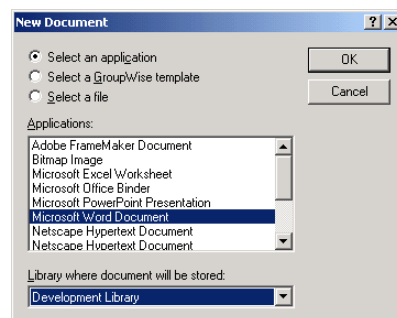 New Document
Select an application
OK
Select a GroupWise template
Select a file
Cancel
Applications:
Adobe FrameMaker Document
Bitmap Image
Microsoft Excel Worksheet
Microsoft Office Binder
Microsoft PowerPoint Presentation
Microsoft Word Document
Netscape Hypertext Document
Netscape Hypertext Document
Library where document will be stored:
Development Library